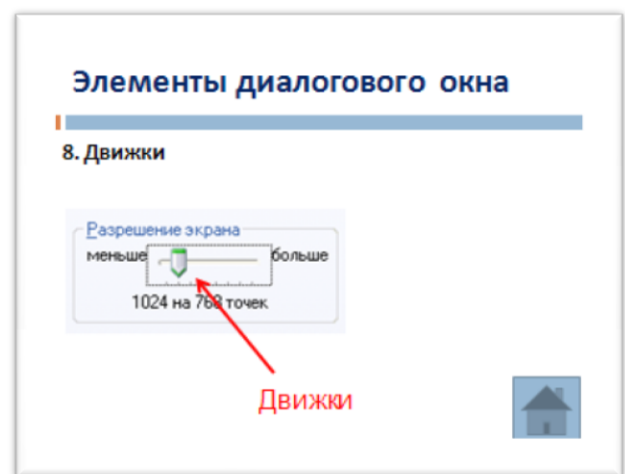 Элементы диалогового окна
8. Движки
Разрешение экрана
меньше больше
1024 на 768 точек
Движки